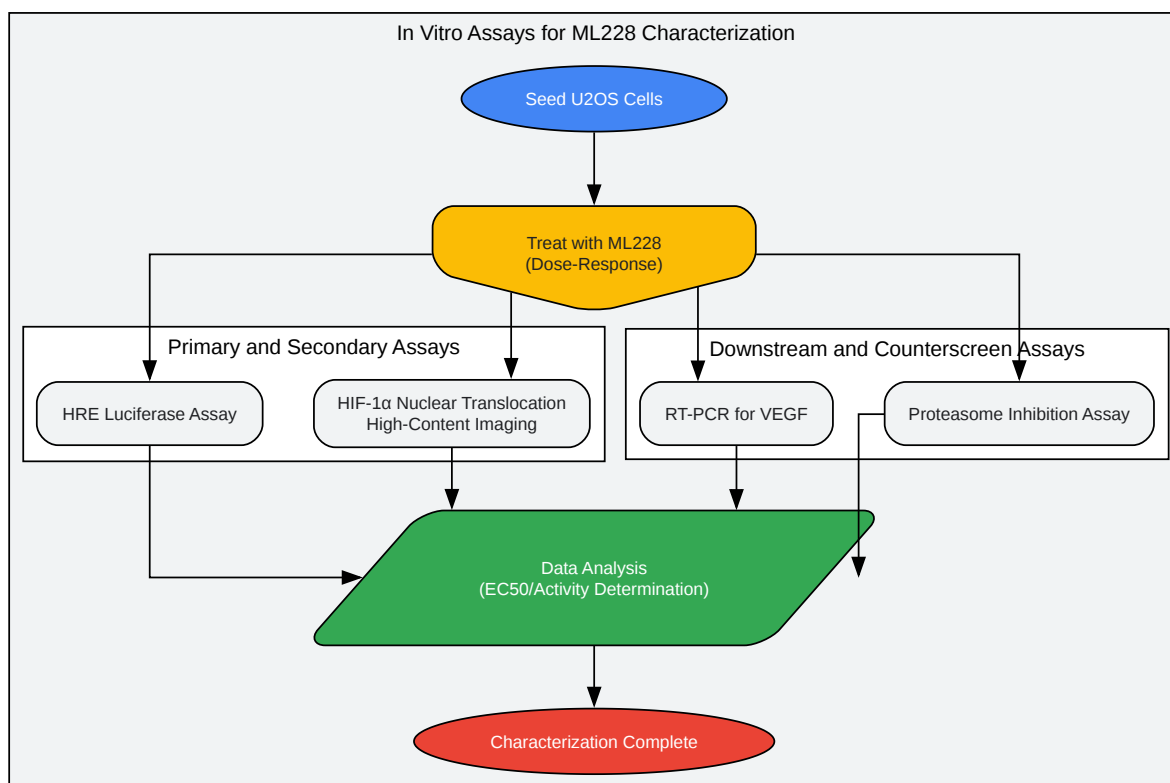 In Vitro Assays for ML228 Characterization
Seed U2OS Cells
Treat with ML228
(Dose-Response)
Primary and Secondary Assays
HRE Luciferase Assay
HIF-1α Nuclear Translocation
High-Content Imaging
Downstream and Counterscreen Assays
RT-PCR for VEGF
Proteasome Inhibition Assay
Data Analysis
(EC50/Activity Determination)
Characterization Complete